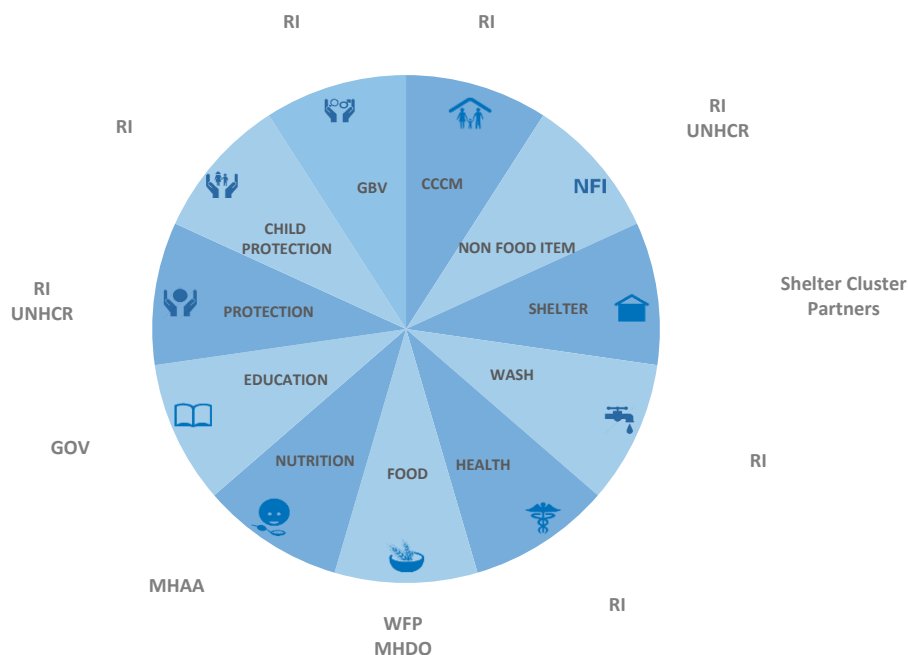 RI
RI
RI
RI
UNHCR
GBV
CCCM
NFI
CHILD
PROTECTION
NON FOOD ITEM
RI
UNHCR
PROTECTION
SHELTER
Shelter Cluster
Partners
EDUCATION
WASH
GOV
NUTRITION
FOOD
HEALTH
RI
MHAA
RI
WFP
MHDO